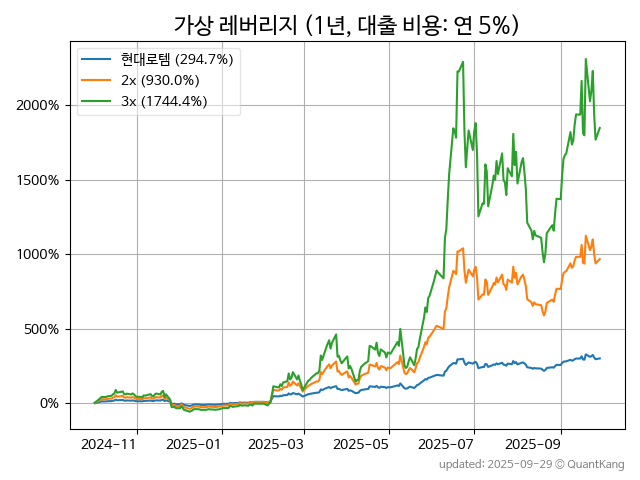 가상 레버리지 (1년, 대출 비용: 연 5%)
현대로템 (294.7%)
2x (930.0%)
3x (1744.4%)
2000%
1500%
1000%
500%
0%
2024-11 2025-01 2025-03 2025-05 2025-07 2025-09
updated: 2025-09-29 © QuantKang